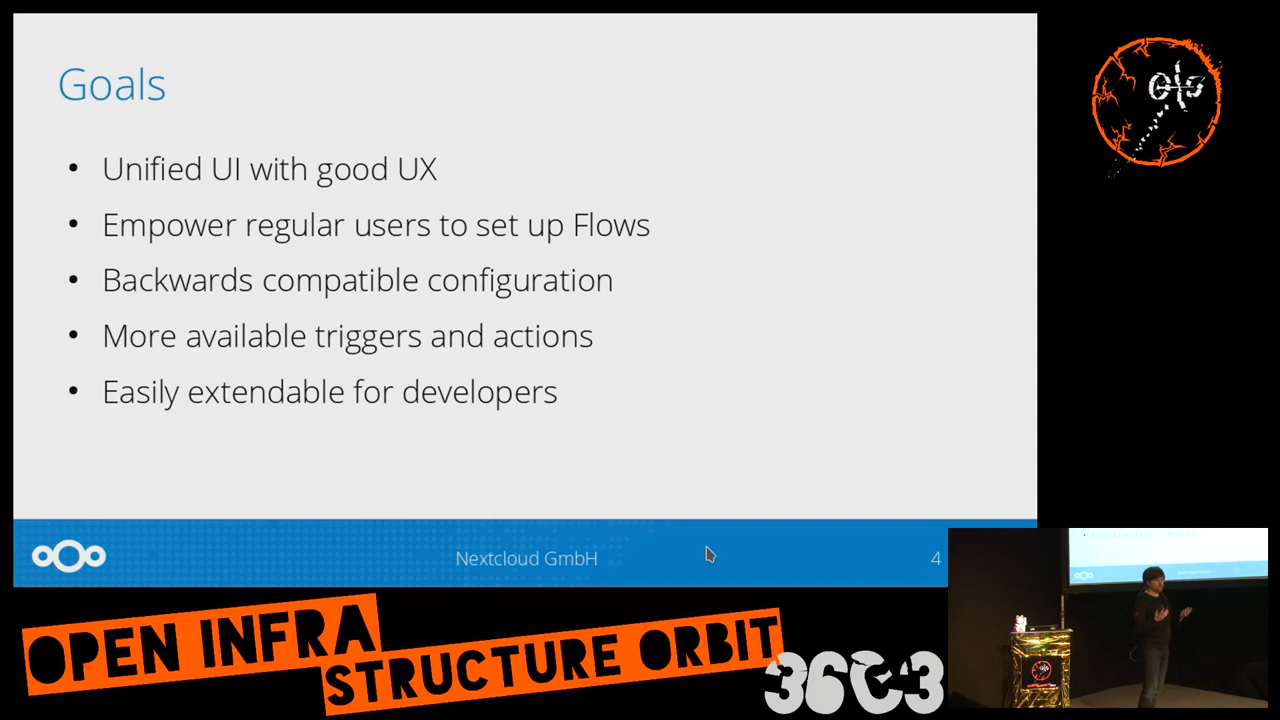 Goals
• Unified UI with good UX
• Empower regular users to set up Flows
• Backwards compatible configuration
• More available triggers and actions
• Easily extendable for developers
Nextcloud GmbH
4
OPEN INFRA
STRUCTURE ORBIT
36C3